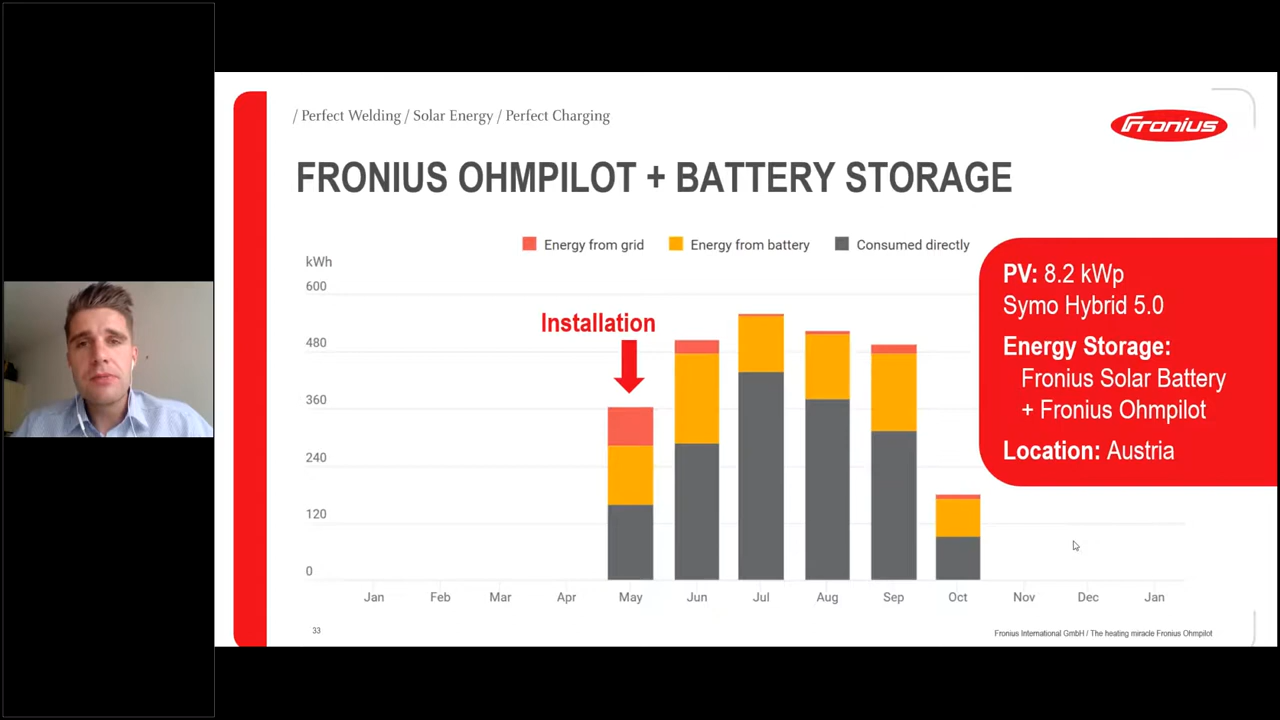 / Perfect Welding / Solar Energy / Perfect Charging
Fronius
FRONIUS OHMPILOT + BATTERY STORAGE
Energy from grid
Energy from battery
Consumed directly
kWh
600
480
360
240
120
0
Installation
PV: 8.2 kWp
Symo Hybrid 5.0
Energy Storage:
Fronius Solar Battery
+ Fronius Ohmpilot
Location: Austria
Jan
Feb
Mar
Apr
May
Jun
Jul
Aug
Sep
Oct
Nov
Dec
Jan
33
Fronius International GmbH / The heating miracle Fronius Ohmpilot